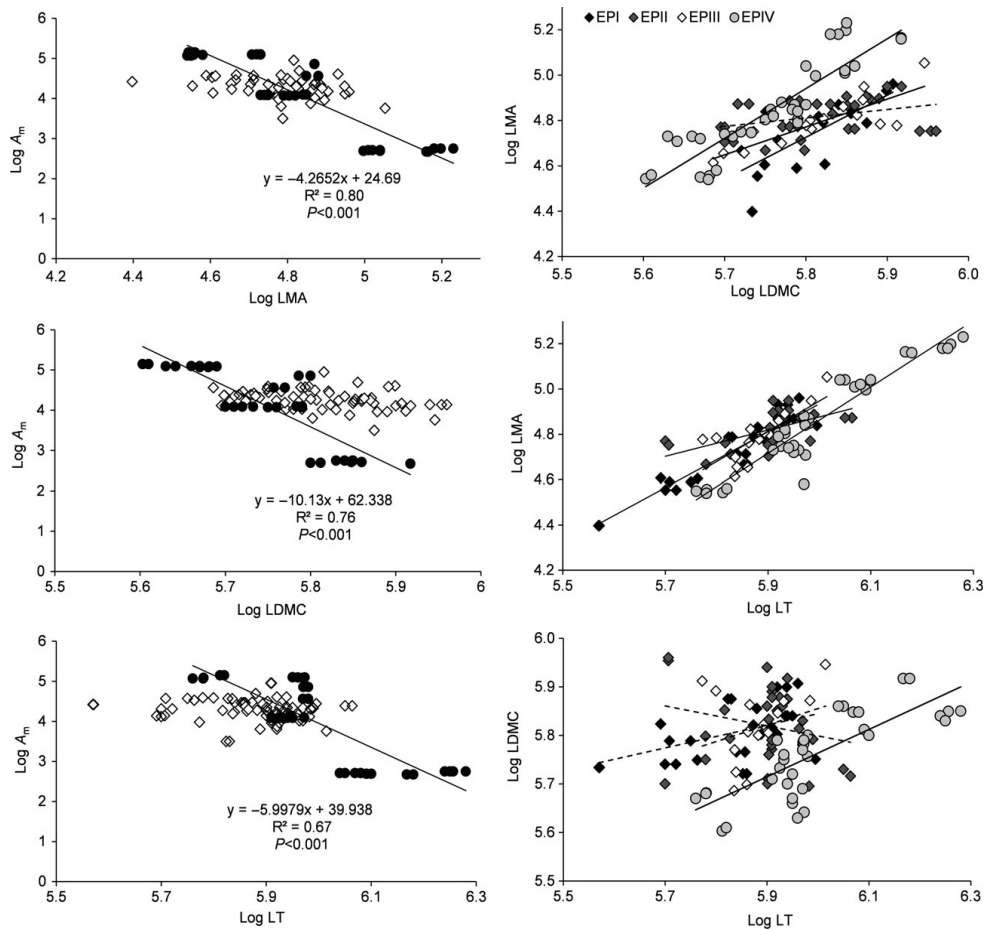 6
5
4
3
2
1
0
Log Am
y = –4.2652x + 24.69
R² = 0.80
P<0.001
4.2 4.4 4.6 4.8 5 5.2
Log LMA
EPI EPII EPIII EPIV
5.2
5.0
4.8
4.6
4.4
4.2
Log LMA
5.5 5.6 5.7 5.8 5.9 6.0
Log LDMC
6
5
4
3
2
1
0
Log Am
y = –10.13x + 62.338
R² = 0.76
P<0.001
5.5 5.6 5.7 5.8 5.9 6
Log LDMC
5.2
5.0
4.8
4.6
4.4
4.2
Log LMA
5.5 5.7 5.9 6.1 6.3
Log LT
6
5
4
3
2
1
0
Log Am
y = –5.9979x + 39.938
R² = 0.67
P<0.001
5.5 5.7 5.9 6.1 6.3
Log LT
6.0
5.9
5.8
5.7
5.6
5.5
Log LDMC
5.5 5.7 5.9 6.1 6.3
Log LT